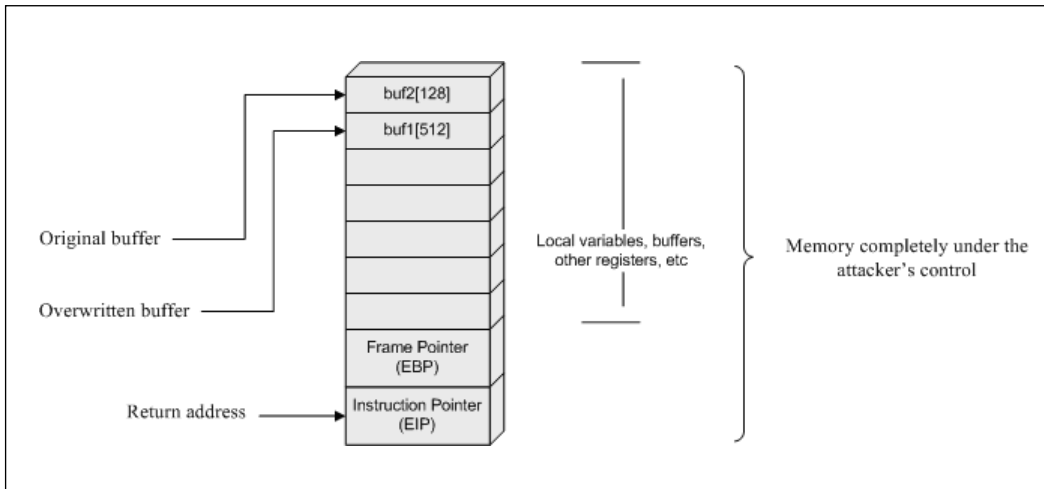 buf2[128]
buf1[512]
Original buffer
Local variables, buffers,
other registers, etc
Memory completely under the
attacker’s control
Overwritten buffer
Frame Pointer
(EBP)
Return address
Instruction Pointer
(EIP)